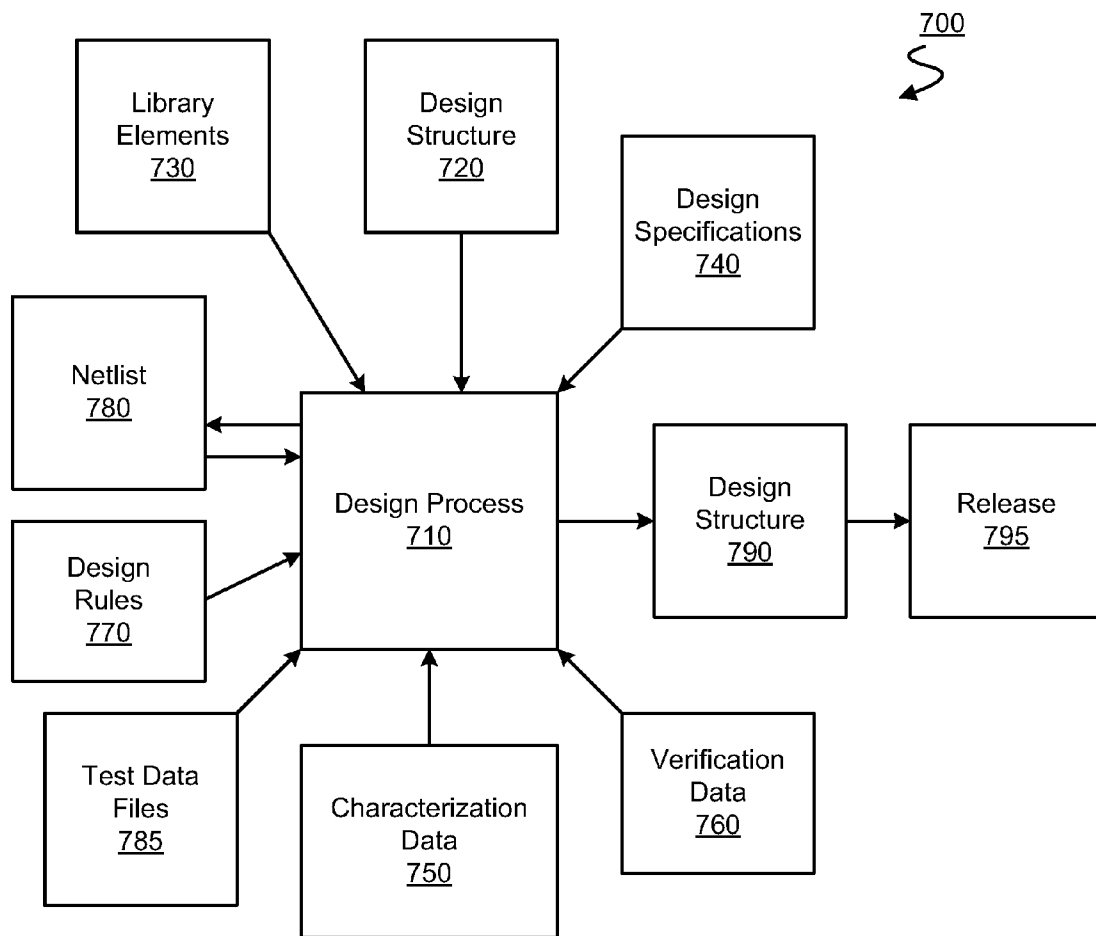 700
Library
Elements
730
Design
Structure
720
Design
Specifications
740
Netlist
780
Design Process
710
Design
Structure
790
Release
795
Design
Rules
770
Test Data
Files
785
Characterization
Data
750
Verification
Data
760